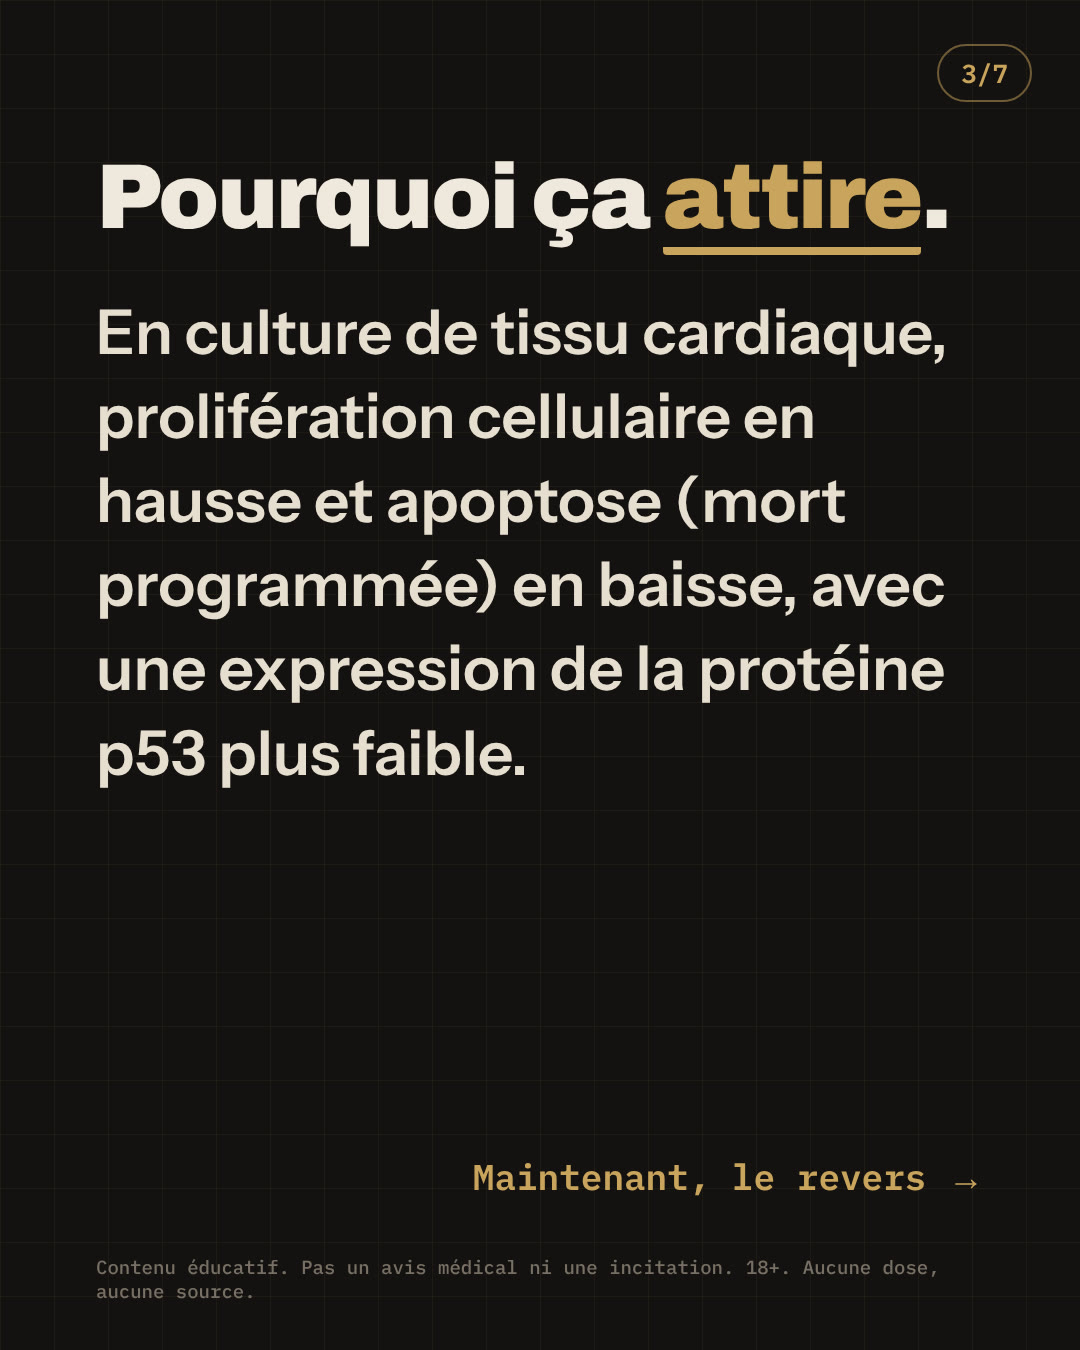 3/7
Pourquoi ça attire.
En culture de tissu cardiaque,
prolifération cellulaire en
hausse et apoptose (mort
programmée) en baisse, avec
une expression de la protéine
p53 plus faible.
Maintenant, le revers →
Contenu éducatif. Pas un avis médical ni une incitation. 18+. Aucune dose,
aucune source.